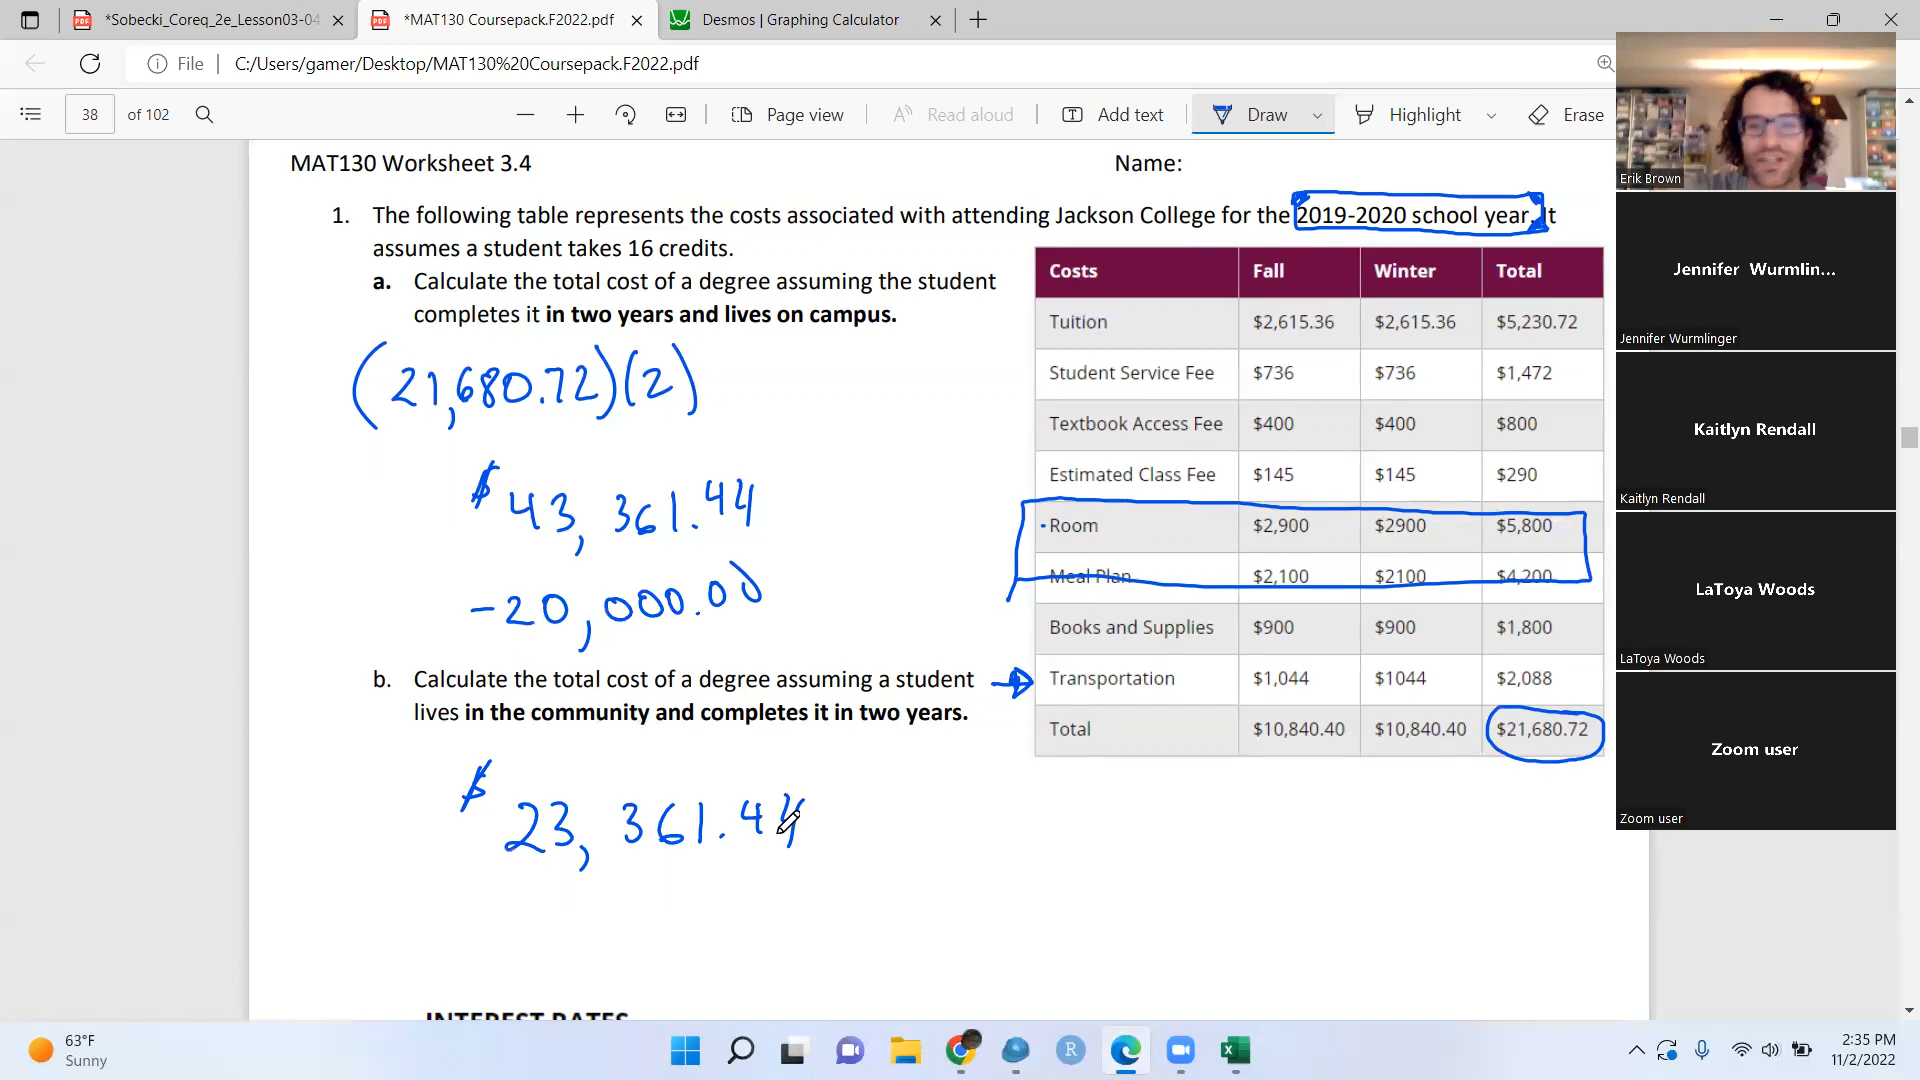 *Sobecki_Coreq_2e_Lesson03-04
*MAT130 Coursepack.F2022.pdf
Desmos | Graphing Calculator
File
C:/Users/gamer/Desktop/MAT130%20Coursepack.F2022.pdf
38 of 102
Page view
Read aloud
Add text
Draw
Highlight
Erase
MAT130 Worksheet 3.4
Name:
1. The following table represents the costs associated with attending Jackson College for the 2019-2020 school year. It
assumes a student takes 16 credits.
a. Calculate the total cost of a degree assuming the student
completes it in two years and lives on campus.
(21,680.72)(2)
$43,361.44
-20,000.00
b. Calculate the total cost of a degree assuming a student
lives in the community and completes it in two years.
$23,361.44
Costs Fall Winter Total
Tuition $2,615.36 $2,615.36 $5,230.72
Student Service Fee $736 $736 $1,472
Textbook Access Fee $400 $400 $800
Estimated Class Fee $145 $145 $290
Room $2,900 $2900 $5,800
Meal Plan $2,100 $2100 $4,200
Books and Supplies $900 $900 $1,800
Transportation $1,044 $1044 $2,088
Total $10,840.40 $10,840.40 $21,680.72
INTEREST RATES
Erik Brown
Jennifer Wurmlin...
Jennifer Wurmlinger
Kaitlyn Rendall
Kaitlyn Rendall
LaToya Woods
LaToya Woods
Zoom user
Zoom user
63°F
Sunny
R
2:35 PM
11/2/2022